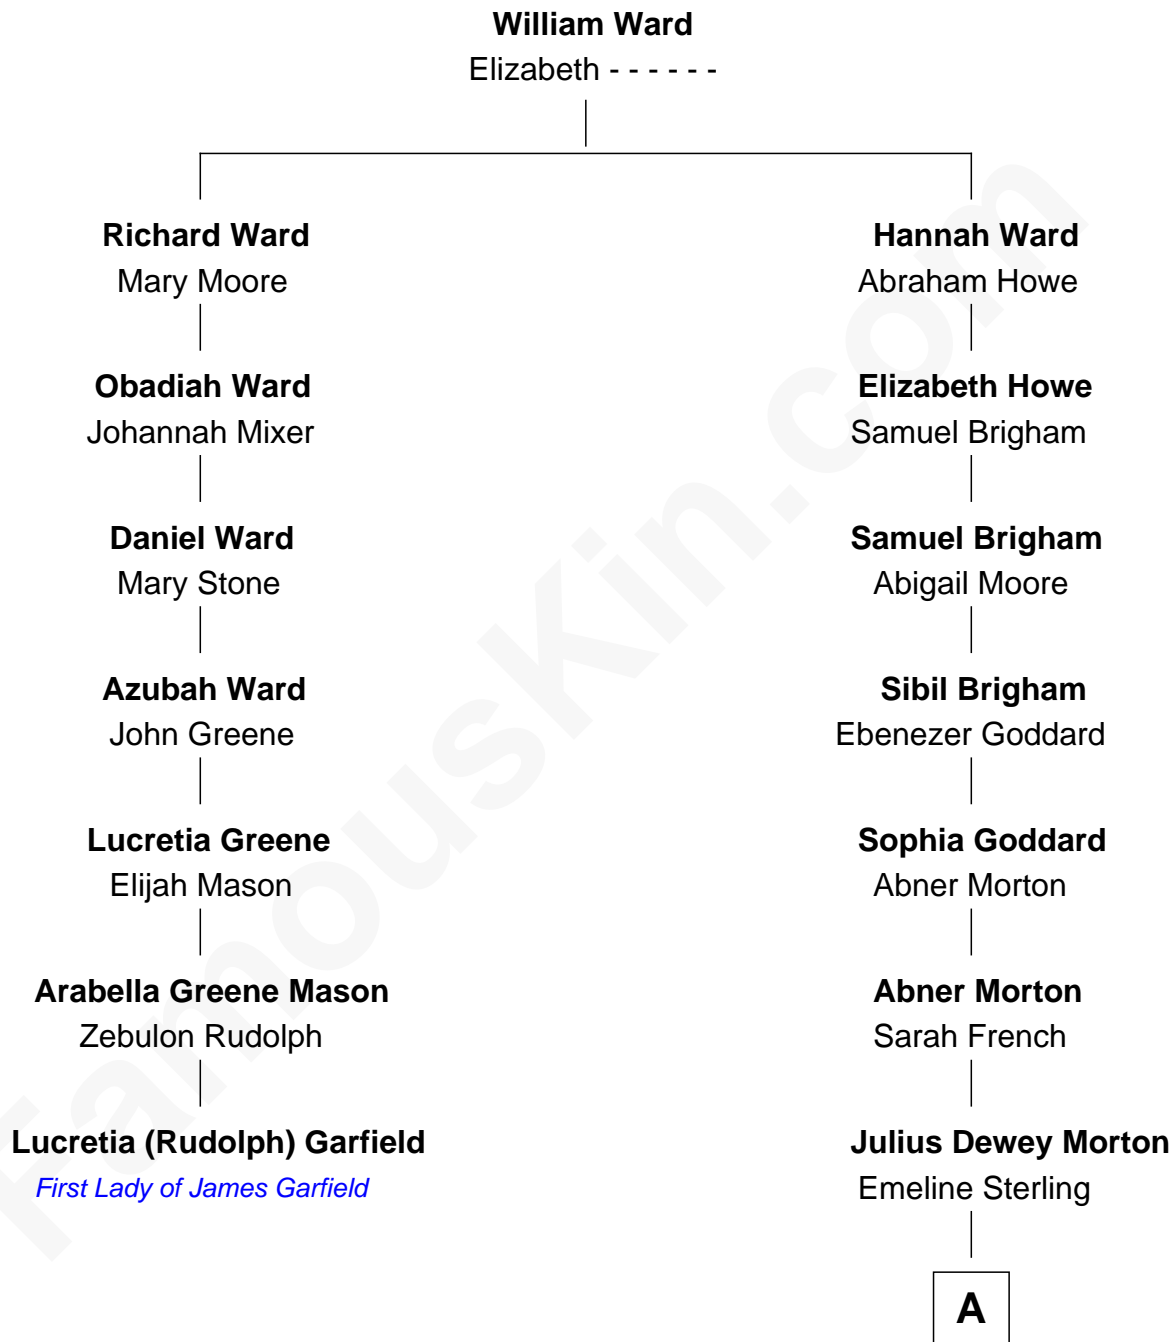 William Ward
Elizabeth - - - - - -
Richard Ward
Mary Moore
Obadiah Ward
Johannah Mixer
Daniel Ward
Mary Stone
Azubah Ward
John Greene
Lucretia Greene
Elijah Mason
Arabella Greene Mason
Zebulon Rudolph
Lucretia (Rudolph) Garfield
First Lady of James Garfield
Hannah Ward
Abraham Howe
Elizabeth Howe
Samuel Brigham
Samuel Brigham
Abigail Moore
Sibil Brigham
Ebenezer Goddard
Sophia Goddard
Abner Morton
Abner Morton
Sarah French
Julius Dewey Morton
Emeline Sterling
A
FamousKin.com